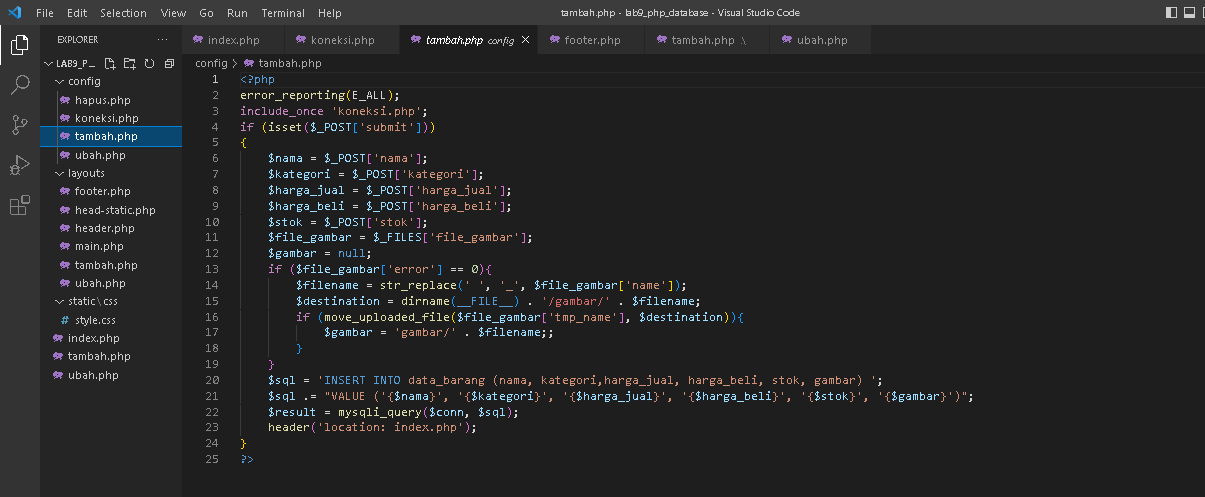 File Edit Selection View Go Run Terminal Help
tambah.php - lab9_php_database - Visual Studio Code
EXPLORER ···
LAB9_P...
config
hapus.php
koneksi.php
tambah.php
ubah.php
layouts
footer.php
head-static.php
header.php
main.php
tambah.php
ubah.php
static\css
# style.css
index.php
tambah.php
ubah.php
index.php koneksi.php tambah.php config footer.php tambah.php .\ ubah.php
config > tambah.php
1 <?php
2 error_reporting(E_ALL);
3 include_once 'koneksi.php';
4 if (isset($_POST['submit']))
5 {
6 $nama = $_POST['nama'];
7 $kategori = $_POST['kategori'];
8 $harga_jual = $_POST['harga_jual'];
9 $harga_beli = $_POST['harga_beli'];
10 $stok = $_POST['stok'];
11 $file_gambar = $_FILES['file_gambar'];
12 $gambar = null;
13 if ($file_gambar['error'] == 0){
14 $filename = str_replace(' ', '_', $file_gambar['name']);
15 $destination = dirname(__FILE__) . '/gambar/' . $filename;
16 if (move_uploaded_file($file_gambar['tmp_name'], $destination)){
17 $gambar = 'gambar/' . $filename;;
18 }
19 }
20 $sql = 'INSERT INTO data_barang (nama, kategori,harga_jual, harga_beli, stok, gambar) ';
21 $sql .= "VALUE ('{$nama}', '{$kategori}', '{$harga_jual}', '{$harga_beli}', '{$stok}', '{$gambar}')";
22 $result = mysqli_query($conn, $sql);
23 header('location: index.php');
24 }
25 ?>